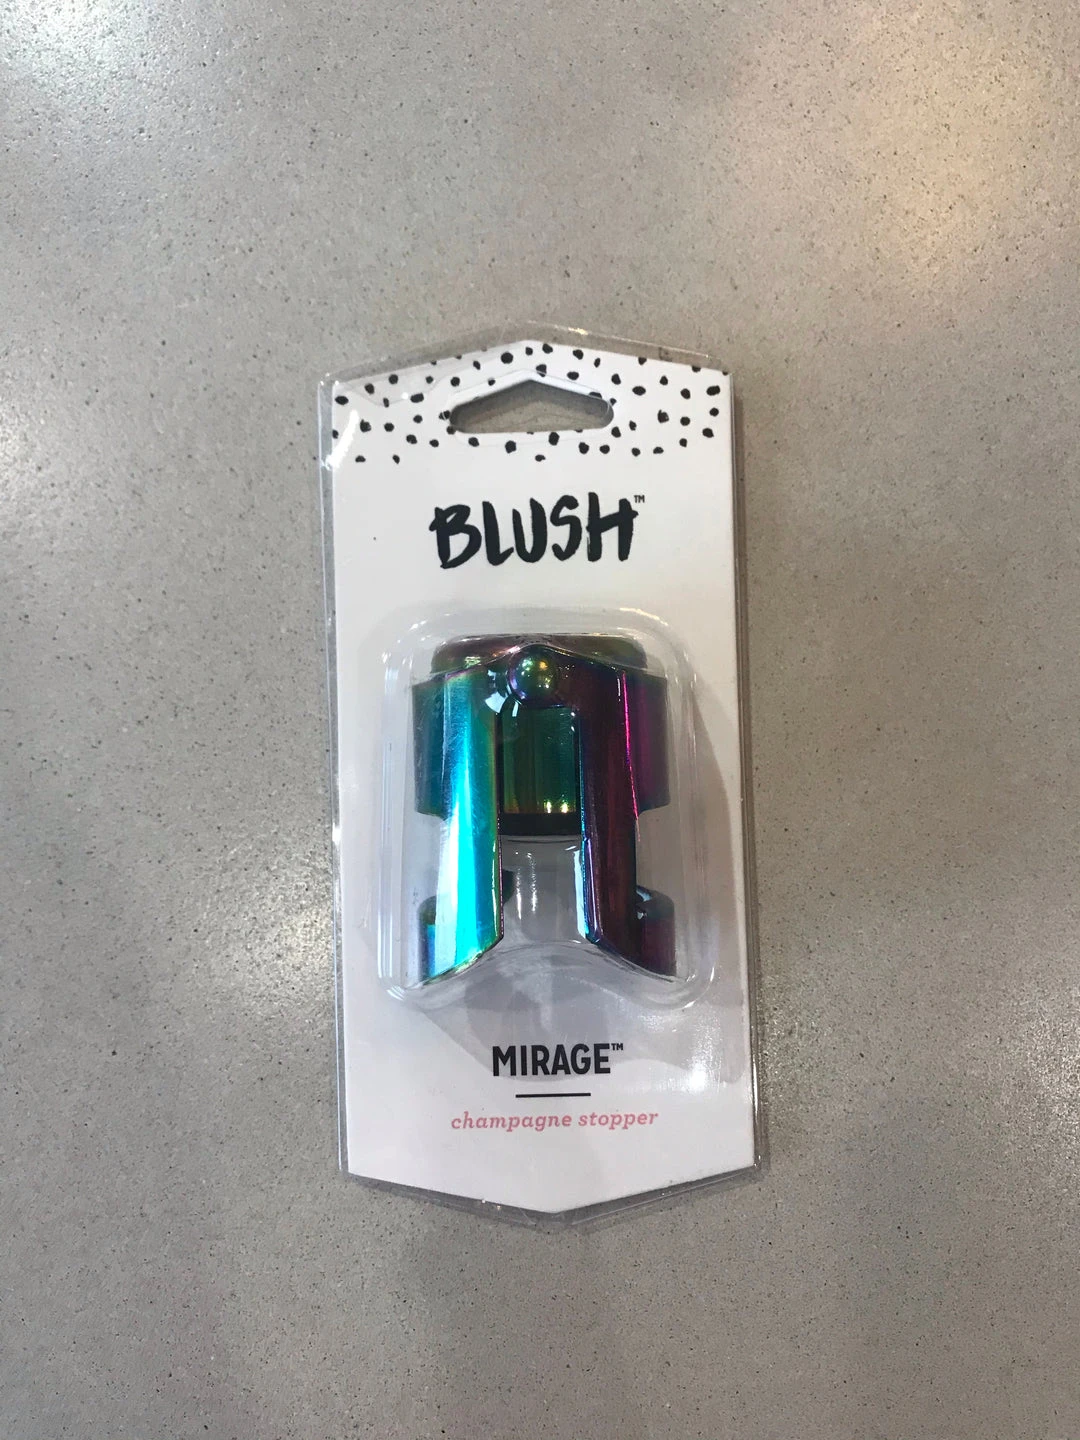 BLUSH™
MIRAGE™
champagne stopper